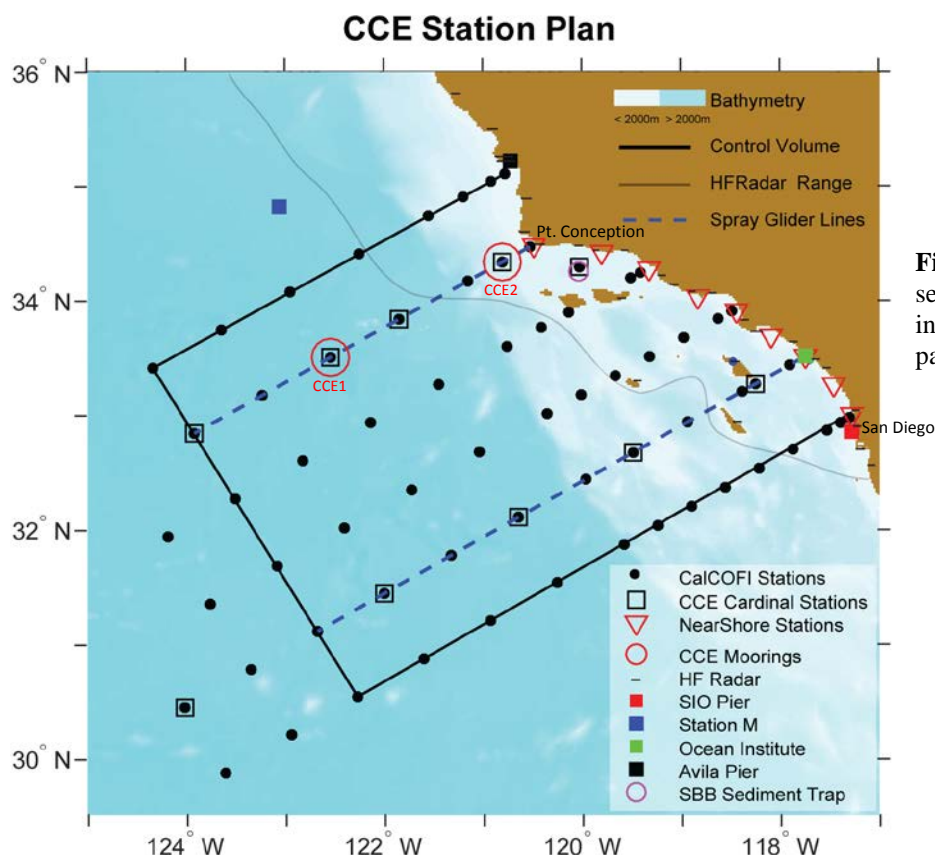 CCE Station Plan
36° N
34° N
32° N
30° N
124° W
122° W
120° W
118° W
Bathymetry
< 2000m > 2000m
Control Volume
HFRadar Range
Spray Glider Lines
Pt. Conception
CCE2
CCE1
San Diego
CalCOFI Stations
CCE Cardinal Stations
NearShore Stations
CCE Moorings
HF Radar
SIO Pier
Station M
Ocean Institute
Avila Pier
SBB Sediment Trap
Fi
se
in
pa